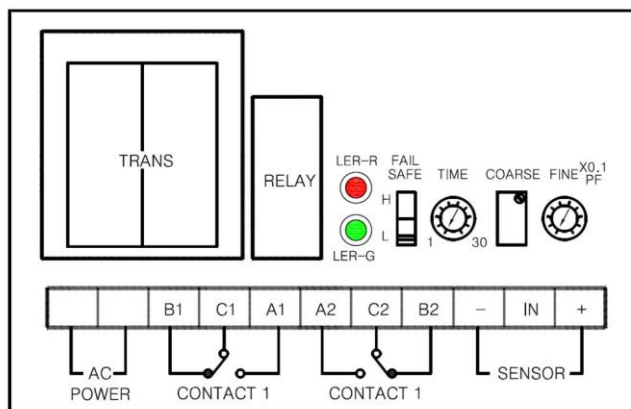 TRANS
RELAY
LER-R
LER-G
FAIL
SAFE
H
L
TIME
1 30
COARSE
FINE X0.1
PF
B1 C1 A1 A2 C2 B2 - IN +
AC
POWER
CONTACT 1
CONTACT 1
SENSOR